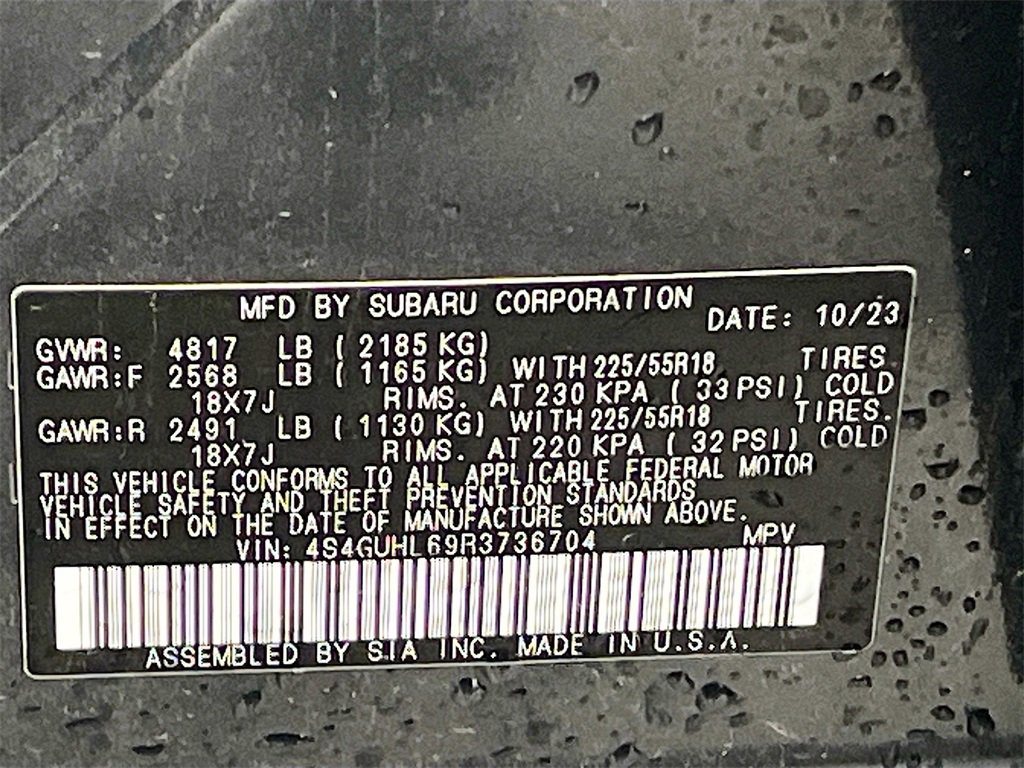 MFD BY SUBARU CORPORATION DATE: 10/23
GVWR: 4817 LB ( 2185 KG)
GAWR:F 2568 LB ( 1165 KG) WITH 225/55R18 TIRES.
18X7J RIMS. AT 230 KPA ( 33 PSI) COLD
GAWR:R 2491 LB ( 1130 KG) WITH 225/55R18 TIRES.
18X7J RIMS. AT 220 KPA ( 32 PSI) COLD
THIS VEHICLE CONFORMS TO ALL APPLICABLE FEDERAL MOTOR
VEHICLE SAFETY AND THEFT PREVENTION STANDARDS
IN EFFECT ON THE DATE OF MANUFACTURE SHOWN ABOVE.
VIN: 4S4GUHL69R3736704 MPV
ASSEMBLED BY SIA INC. MADE IN U.S.A.